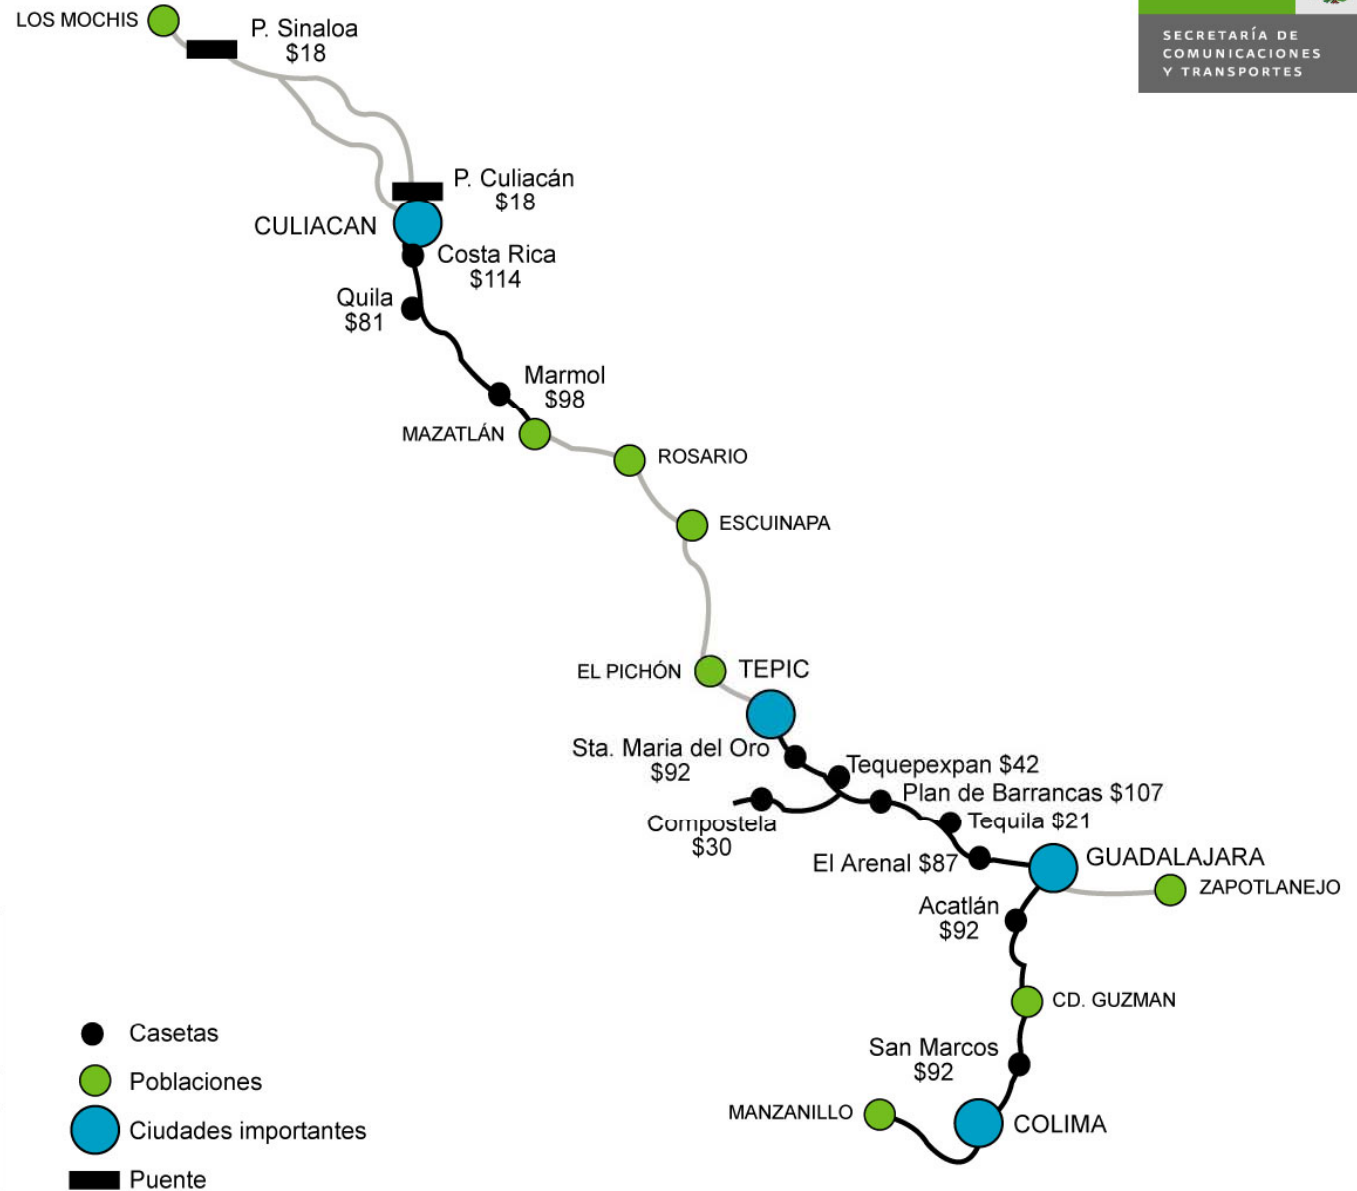 LOS MOCHIS
P. Sinaloa
$18
SECRETARÍA DE
COMUNICACIONES
Y TRANSPORTES
P. Culiacán
$18
CULIACAN
Costa Rica
$114
Quila
$81
Marmol
$98
MAZATLÁN
ROSARIO
ESCUINAPA
EL PICHÓN
TEPIC
Sta. Maria del Oro
$92
Tequepexpan $42
Plan de Barrancas $107
Compostela
$30
Tequila $21
El Arenal $87
GUADALAJARA
ZAPOTLANEJO
Acatlán
$92
CD. GUZMAN
San Marcos
$92
MANZANILLO
COLIMA
Casetas
Poblaciones
Ciudades importantes
Puente